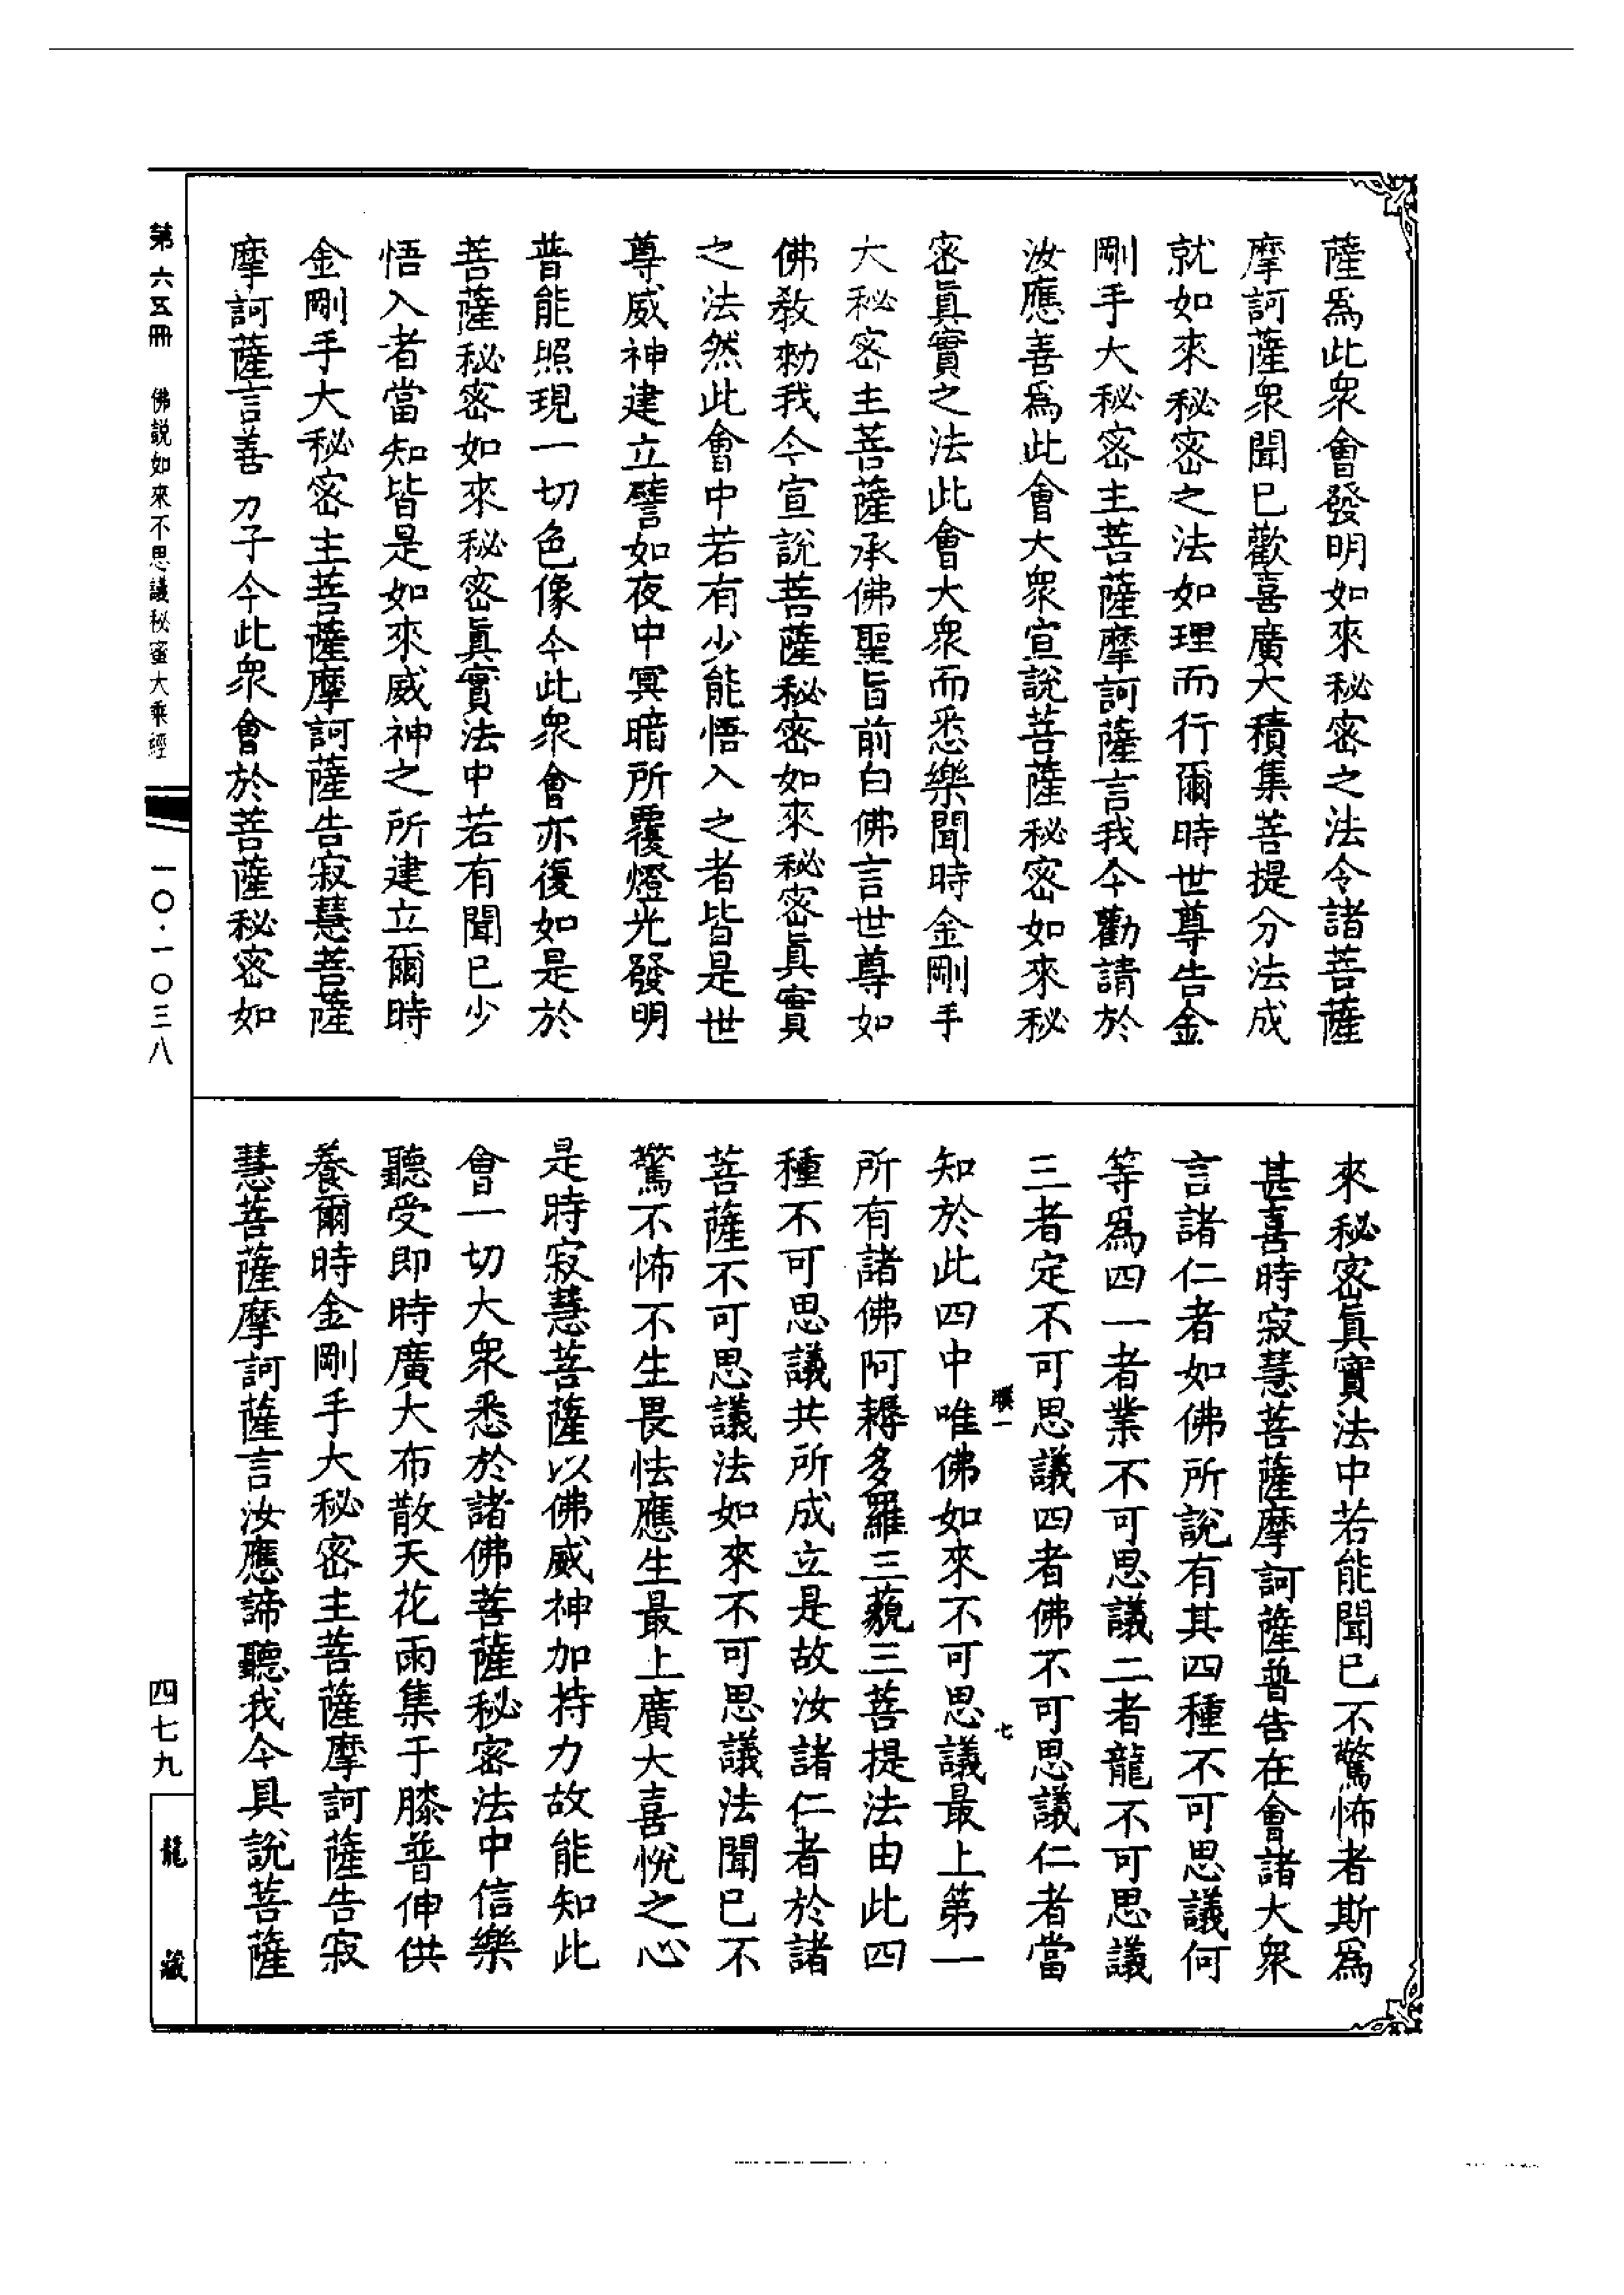 薩爲此衆會發明如來秘密之法令諸菩薩
摩訶薩衆聞已歡喜廣大積集菩提分法成
就如來秘密之法如理而行爾時世尊告金
剛手大秘密主菩薩摩訶薩言我今勸請於
汝應善爲此會大衆宣說菩薩秘密如來秘
密眞實之法此會大衆而悉樂聞時金剛手
大秘密主菩薩承佛聖旨前白佛言世尊如
佛教勑我今宣說菩薩秘密如來秘密眞實
之法然此會中若有少能悟入之者皆是世
尊威神建立譬如夜中冥暗所覆燈光發明
普能照現一切色像今此衆會亦復如是於
菩薩秘密如來秘密眞實法中若有聞已少
悟入者當知皆是如來威神之所建立爾時
金剛手大秘密主菩薩摩訶薩告寂慧菩薩
摩訶薩言善力子今此衆會於菩薩秘密如
來秘密眞實法中若能聞已不驚怖者斯爲
甚喜時寂慧菩薩摩訶薩普告在會諸大衆
言諸仁者如佛所說有其四種不可思議何
等爲四一者業不可思議二者龍不可思議
三者定不可思議四者佛不可思議仁者當
一 七
知於此四中唯佛如來不可思議最上第一
所有諸佛阿耨多羅三藐三菩提法由此四
種不可思議共所成立是故汝諸仁者於諸
菩薩不可思議法如來不可思議法聞已不
驚不怖不生畏怯應生最上廣大喜悅之心
是時寂慧菩薩以佛威神加持力故能知此
會一切大衆悉於諸佛菩薩秘密法中信樂
聽受即時廣大布散天花雨集于膝普伸供
養爾時金剛手大秘密主菩薩摩訶薩告寂
慧菩薩摩訶薩言汝應諦聽我今具說菩薩
第六五冊 佛說如來不思議秘蜜大乘經 一〇·一〇三八 四七九 龍藏